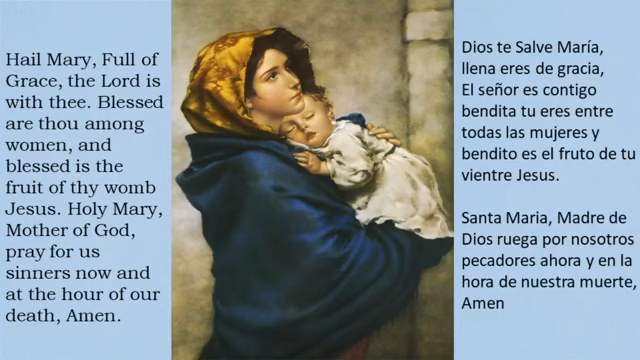 Hail Mary, Full of
Grace, the Lord is
with thee. Blessed
are thou among
women, and
blessed is the
fruit of thy womb
Jesus. Holy Mary,
Mother of God,
pray for us
sinners now and
at the hour of our
death, Amen.
Dios te Salve María,
llena eres de gracia,
El señor es contigo
bendita tu eres entre
todas las mujeres y
bendito es el fruto de tu
vientre Jesus.
Santa Maria, Madre de
Dios ruega por nosotros
pecadores ahora y en la
hora de nuestra muerte,
Amen